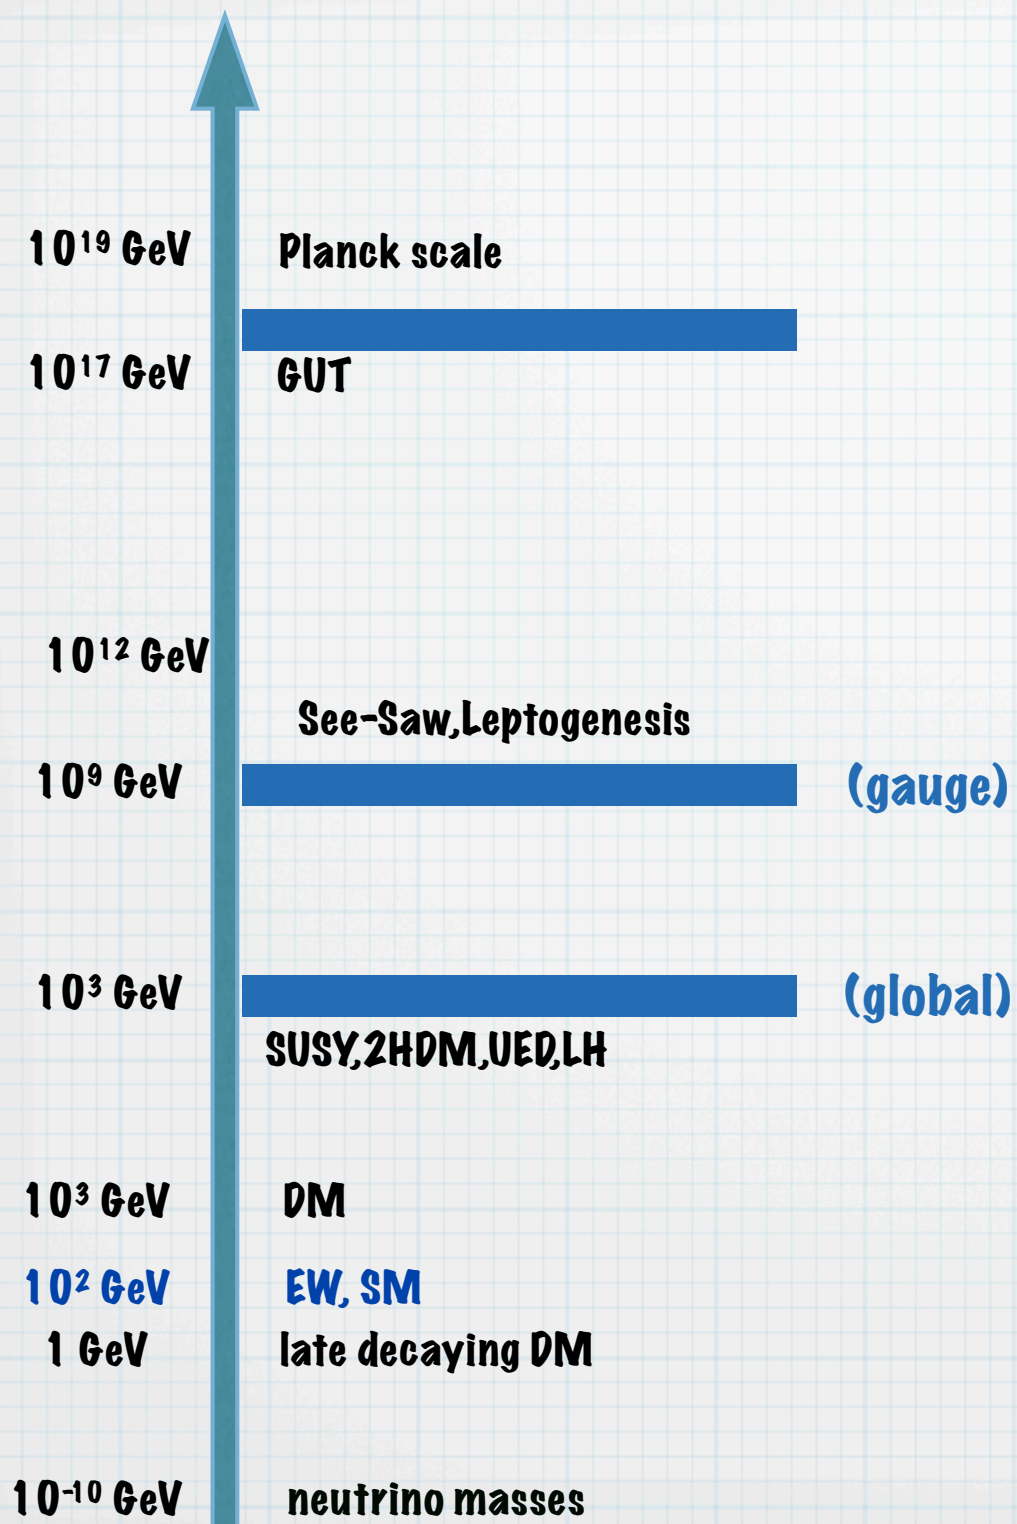 10¹⁹ GeV Planck scale
10¹⁷ GeV GUT
10¹² GeV
See-Saw,Leptogenesis
10⁹ GeV (gauge)
10³ GeV (global)
SUSY,2HDM,UED,LH
10³ GeV DM
10² GeV EW, SM
1 GeV late decaying DM
10⁻¹⁰ GeV neutrino masses